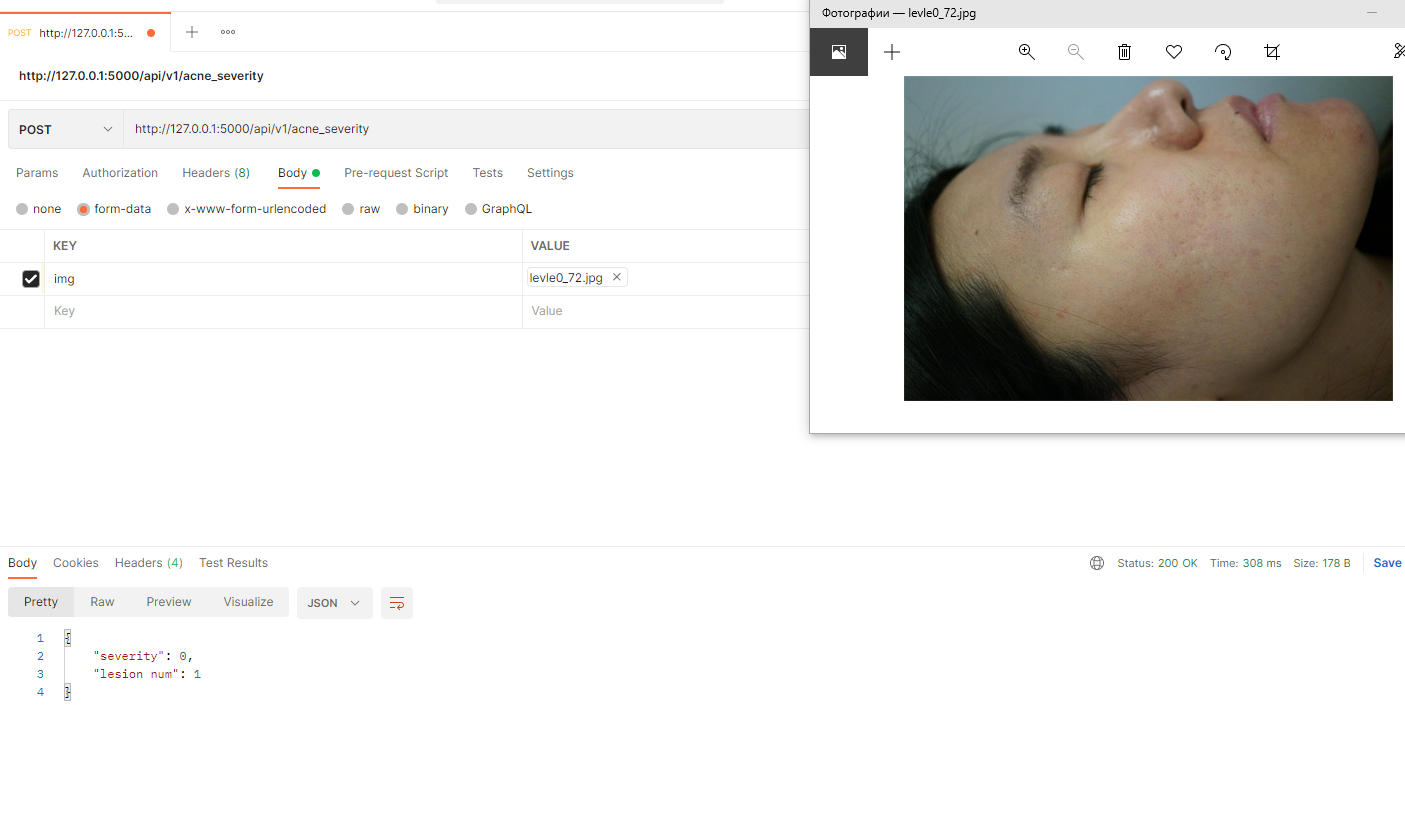 POST http://127.0.0.1:5...
http://127.0.0.1:5000/api/v1/acne_severity
POST http://127.0.0.1:5000/api/v1/acne_severity
Params Authorization Headers (8) Body Pre-request Script Tests Settings
none form-data x-www-form-urlencoded raw binary GraphQL
KEY VALUE
img levle0_72.jpg
Key Value
Фотографии — levle0_72.jpg
Body Cookies Headers (4) Test Results Status: 200 OK Time: 308 ms Size: 178 B Save
Pretty Raw Preview Visualize JSON
1 {
2 "severity": 0,
3 "lesion num": 1
4 }